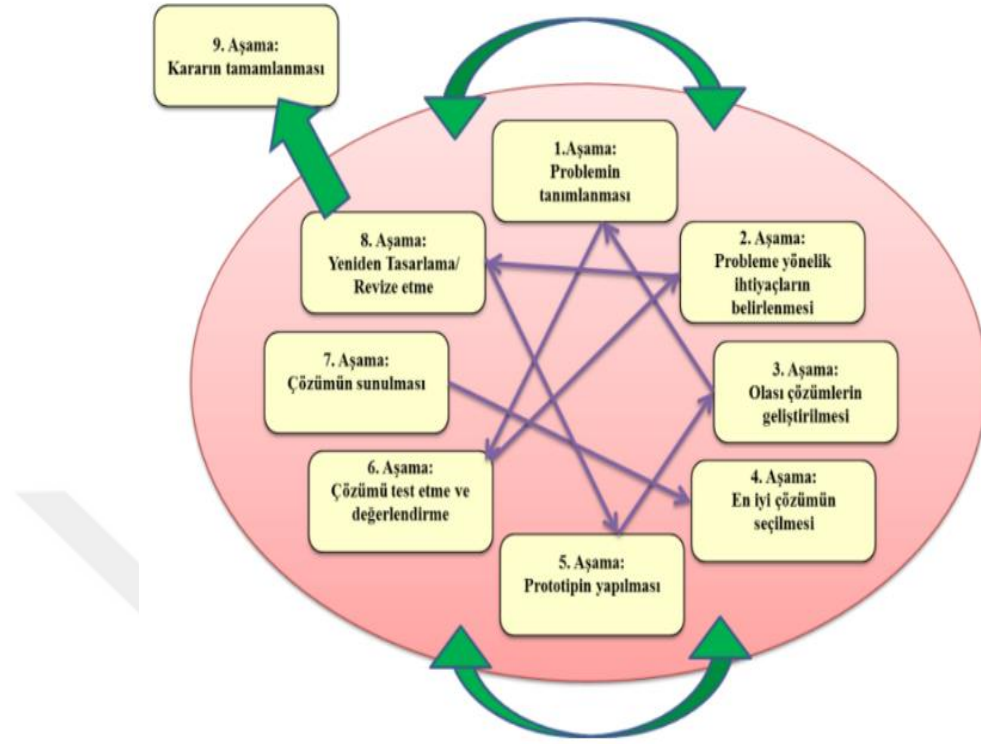 9. Aşama:
Kararın tamamlanması
1.Aşama:
Problemin
tanımlanması
2. Aşama:
Probleme yönelik
ihtiyaçların
belirlenmesi
3. Aşama:
Olası çözümlerin
geliştirilmesi
4. Aşama:
En iyi çözümün
seçilmesi
5. Aşama:
Prototipin yapılması
6. Aşama:
Çözümü test etme ve
değerlendirme
7. Aşama:
Çözümün sunulması
8. Aşama:
Yeniden Tasarlama/
Revize etme